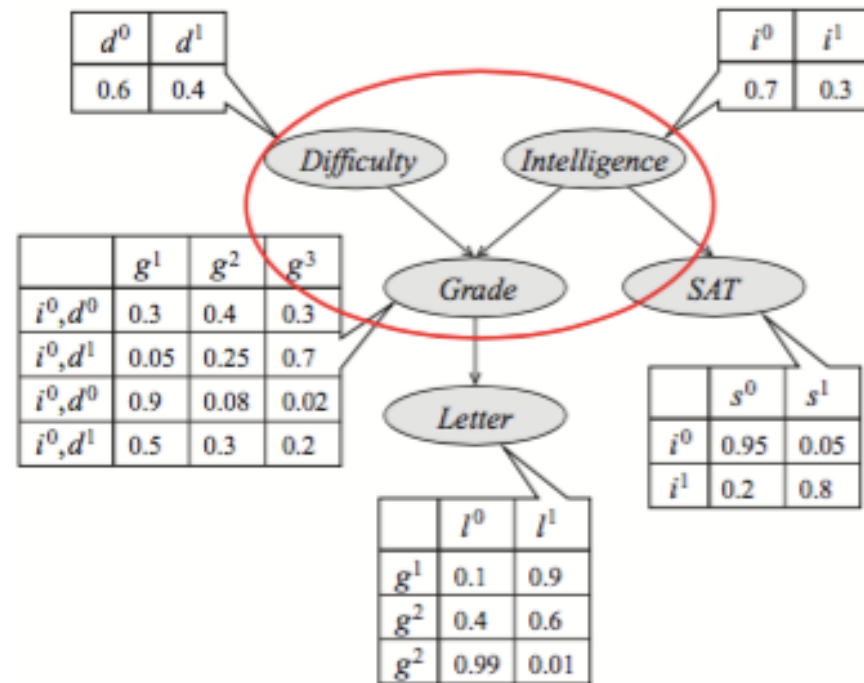 d⁰ d¹
0.6 0.4
i⁰ i¹
0.7 0.3
Difficulty
Intelligence
g¹ g² g³
i⁰,d⁰ 0.3 0.4 0.3
i⁰,d¹ 0.05 0.25 0.7
i⁰,d⁰ 0.9 0.08 0.02
i⁰,d¹ 0.5 0.3 0.2
Grade
SAT
Letter
s⁰ s¹
i⁰ 0.95 0.05
i¹ 0.2 0.8
l⁰ l¹
g¹ 0.1 0.9
g² 0.4 0.6
g² 0.99 0.01